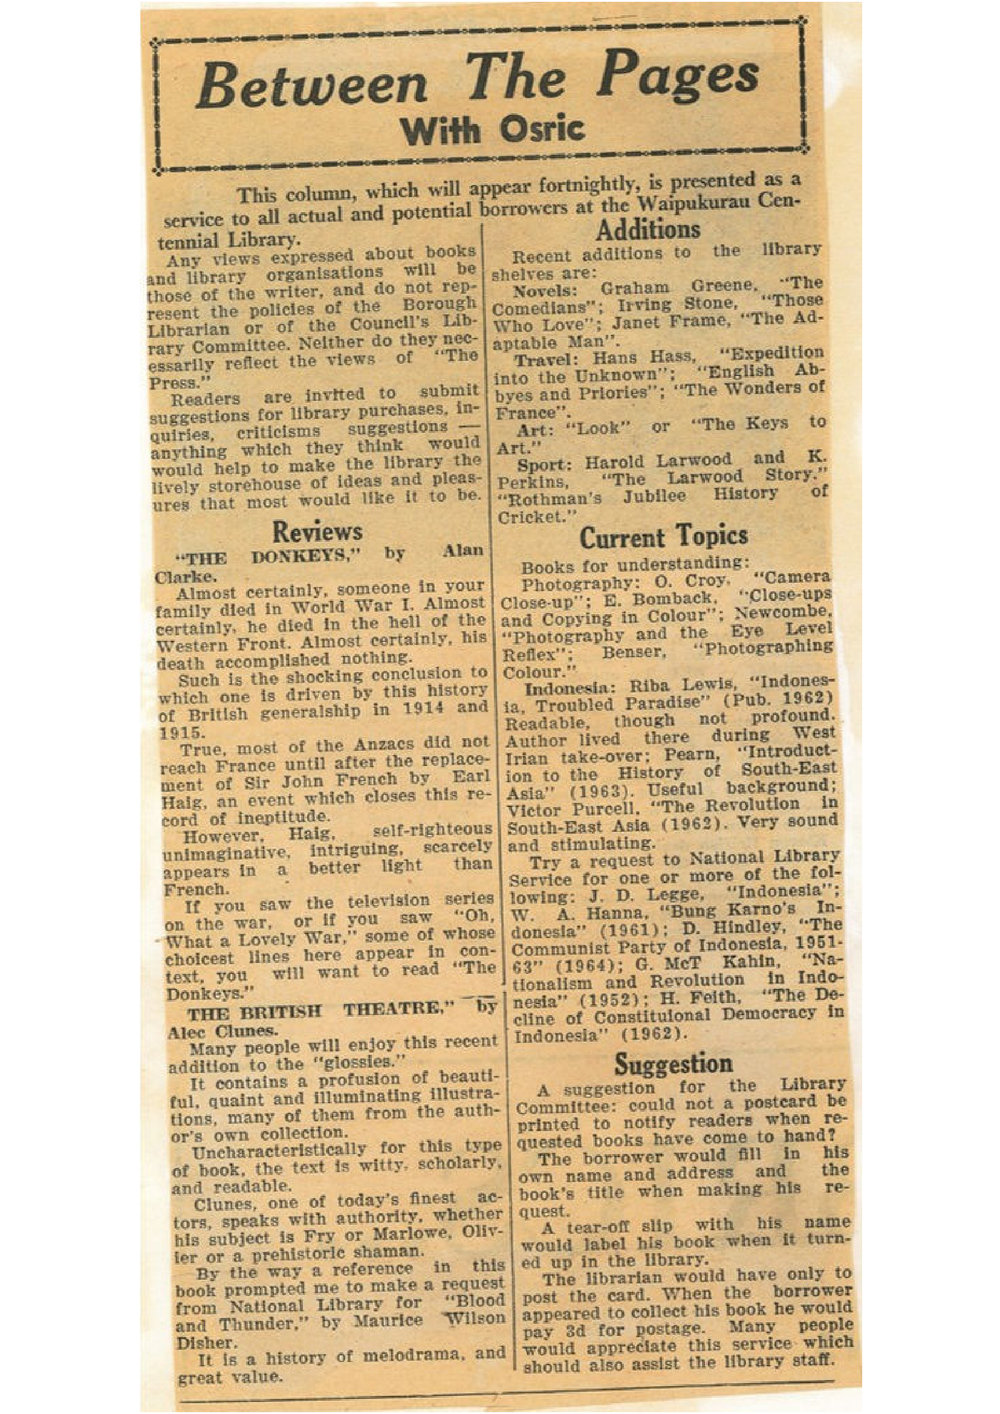 Between The Pages
With Osric
This column, which will appear fortnightly, is presented as a
service to all actual and potential borrowers at the Waipukurau Cen-
tennial Library.
Any views expressed about books
and library organisations will be
those of the writer, and do not rep-
resent the policies of the Borough
Librarian or of the Council's Lib-
rary Committee. Neither do they nec-
essarily reflect the views of "The
Press."
Readers are invited to submit
suggestions for library purchases, in-
quiries, criticisms suggestions —
anything which they think would
would help to make the library the
lively storehouse of ideas and pleas-
ures that most would like it to be.
Reviews
"THE DONKEYS," by Alan
Clarke.
Almost certainly, someone in your
family died in World War I. Almost
certainly, he died in the hell of the
Western Front. Almost certainly, his
death accomplished nothing.
Such is the shocking conclusion to
which one is driven by this history
of British generalship in 1914 and
1915.
True, most of the Anzacs did not
reach France until after the replace-
ment of Sir John French by Earl
Haig, an event which closes this re-
cord of ineptitude.
However, Haig, self-righteous
unimaginative, intriguing, scarcely
appears in a better light than
French.
If you saw the television series
on the war, or if you saw "Oh,
What a Lovely War," some of whose
choicest lines here appear in con-
text, you will want to read "The
Donkeys."
THE BRITISH THEATRE," by
Alec Clunes.
Many people will enjoy this recent
addition to the "glossies."
It contains a profusion of beauti-
ful, quaint and illuminating illustra-
tions, many of them from the auth-
or's own collection.
Uncharacteristically for this type
of book, the text is witty, scholarly,
and readable.
Clunes, one of today's finest ac-
tors, speaks with authority, whether
his subject is Fry or Marlowe, Oliv-
ier or a prehistoric shaman.
By the way a reference in this
book prompted me to make a request
from National Library for "Blood
and Thunder," by Maurice Wilson
Disher.
It is a history of melodrama, and
great value.
Additions
Recent additions to the library
shelves are:
Novels: Graham Greene, "The
Comedians"; Irving Stone, "Those
Who Love"; Janet Frame, "The Ad-
aptable Man".
Travel: Hans Hass, "Expedition
into the Unknown"; "English Ab-
byes and Priories"; "The Wonders of
France".
Art: "Look" or "The Keys to
Art."
Sport: Harold Larwood and K.
Perkins, "The Larwood Story."
"Rothman's Jubilee History of
Cricket."
Current Topics
Books for understanding:
Photography: O. Croy, "Camera
Close-up"; E. Bomback, "Close-ups
and Copying in Colour"; Newcombe,
"Photography and the Eye Level
Reflex"; Benser, "Photographing
Colour."
Indonesia: Riba Lewis, "Indones-
ia, Troubled Paradise" (Pub. 1962)
Readable, though not profound.
Author lived there during West
Irian take-over; Pearn, "Introduct-
ion to the History of South-East
Asia" (1963). Useful background;
Victor Purcell, "The Revolution in
South-East Asia (1962). Very sound
and stimulating.
Try a request to National Library
Service for one or more of the fol-
lowing: J. D. Legge, "Indonesia";
W. A. Hanna, "Bung Karno's In-
donesia" (1961); D. Hindley, "The
Communist Party of Indonesia, 1951-
63" (1964); G. McT Kahin, "Na-
tionalism and Revolution in Indo-
nesia" (1952); H. Feith, "The De-
cline of Constituional Democracy in
Indonesia" (1962).
Suggestion
A suggestion for the Library
Committee: could not a postcard be
printed to notify readers when re-
quested books have come to hand?
The borrower would fill in his
own name and address and the
book's title when making his re-
quest.
A tear-off slip with his name
would label his book when it turn-
ed up in the library.
The librarian would have only to
post the card. When the borrower
appeared to collect his book he would
pay 3d for postage. Many people
would appreciate this service which
should also assist the library staff.